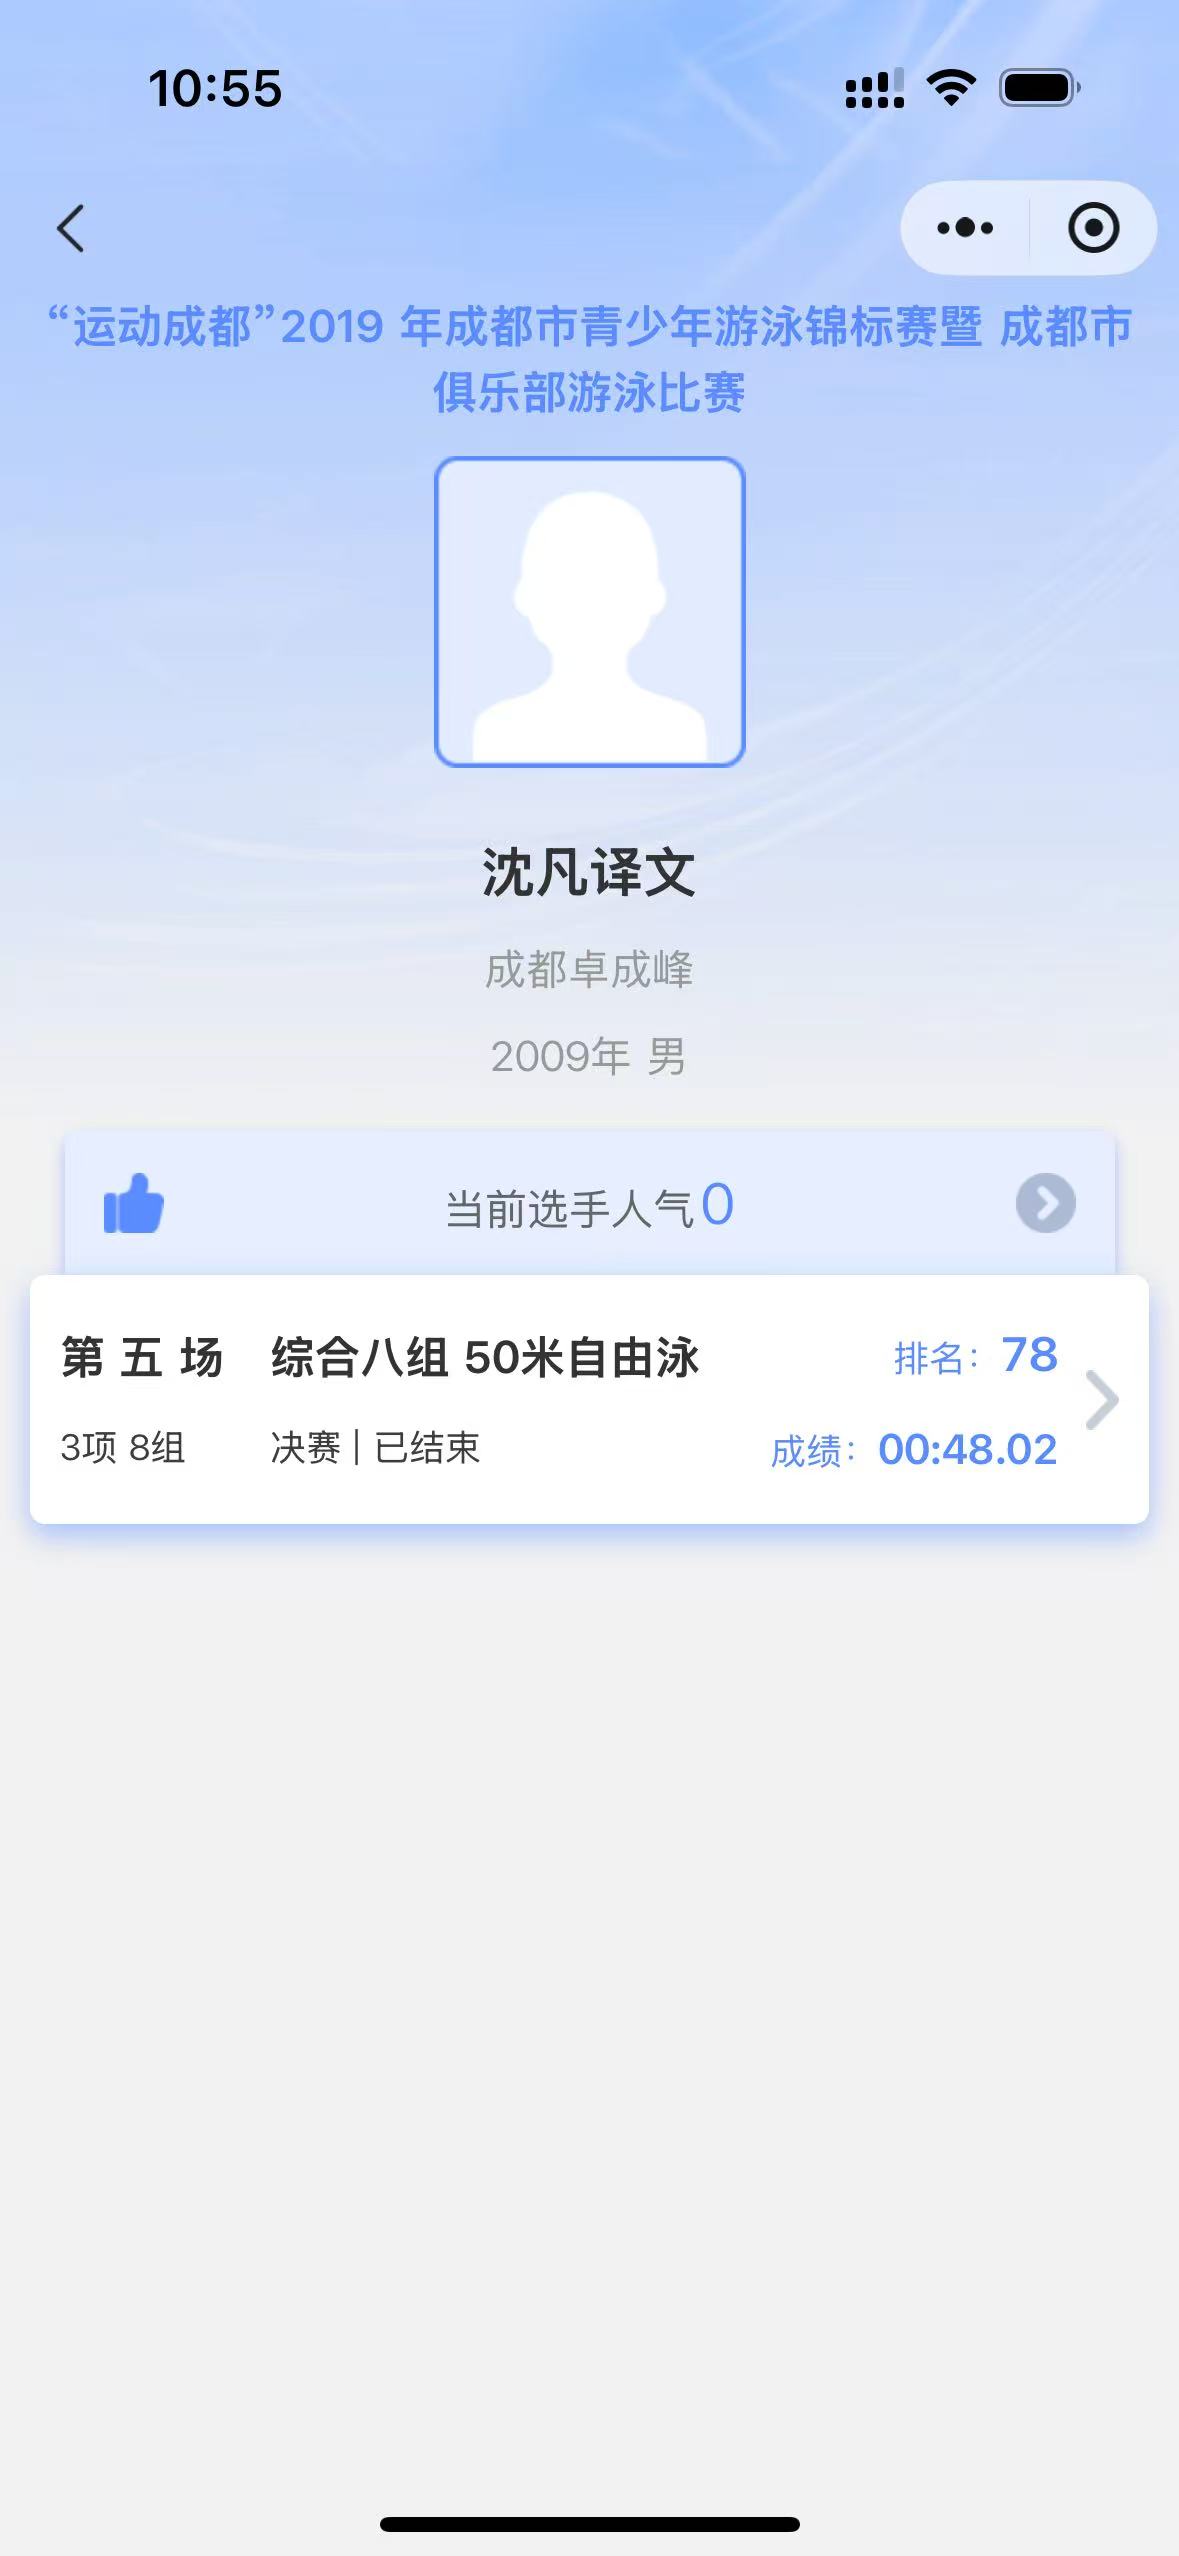 10:55
“运动成都”2019 年成都市青少年游泳锦标赛暨 成都市
俱乐部游泳比赛
沈凡译文
成都卓成峰
2009年 男
当前选手人气0
第 五 场 综合八组 50米自由泳 排名：78
3项 8组 决赛 | 已结束 成绩：00:48.02